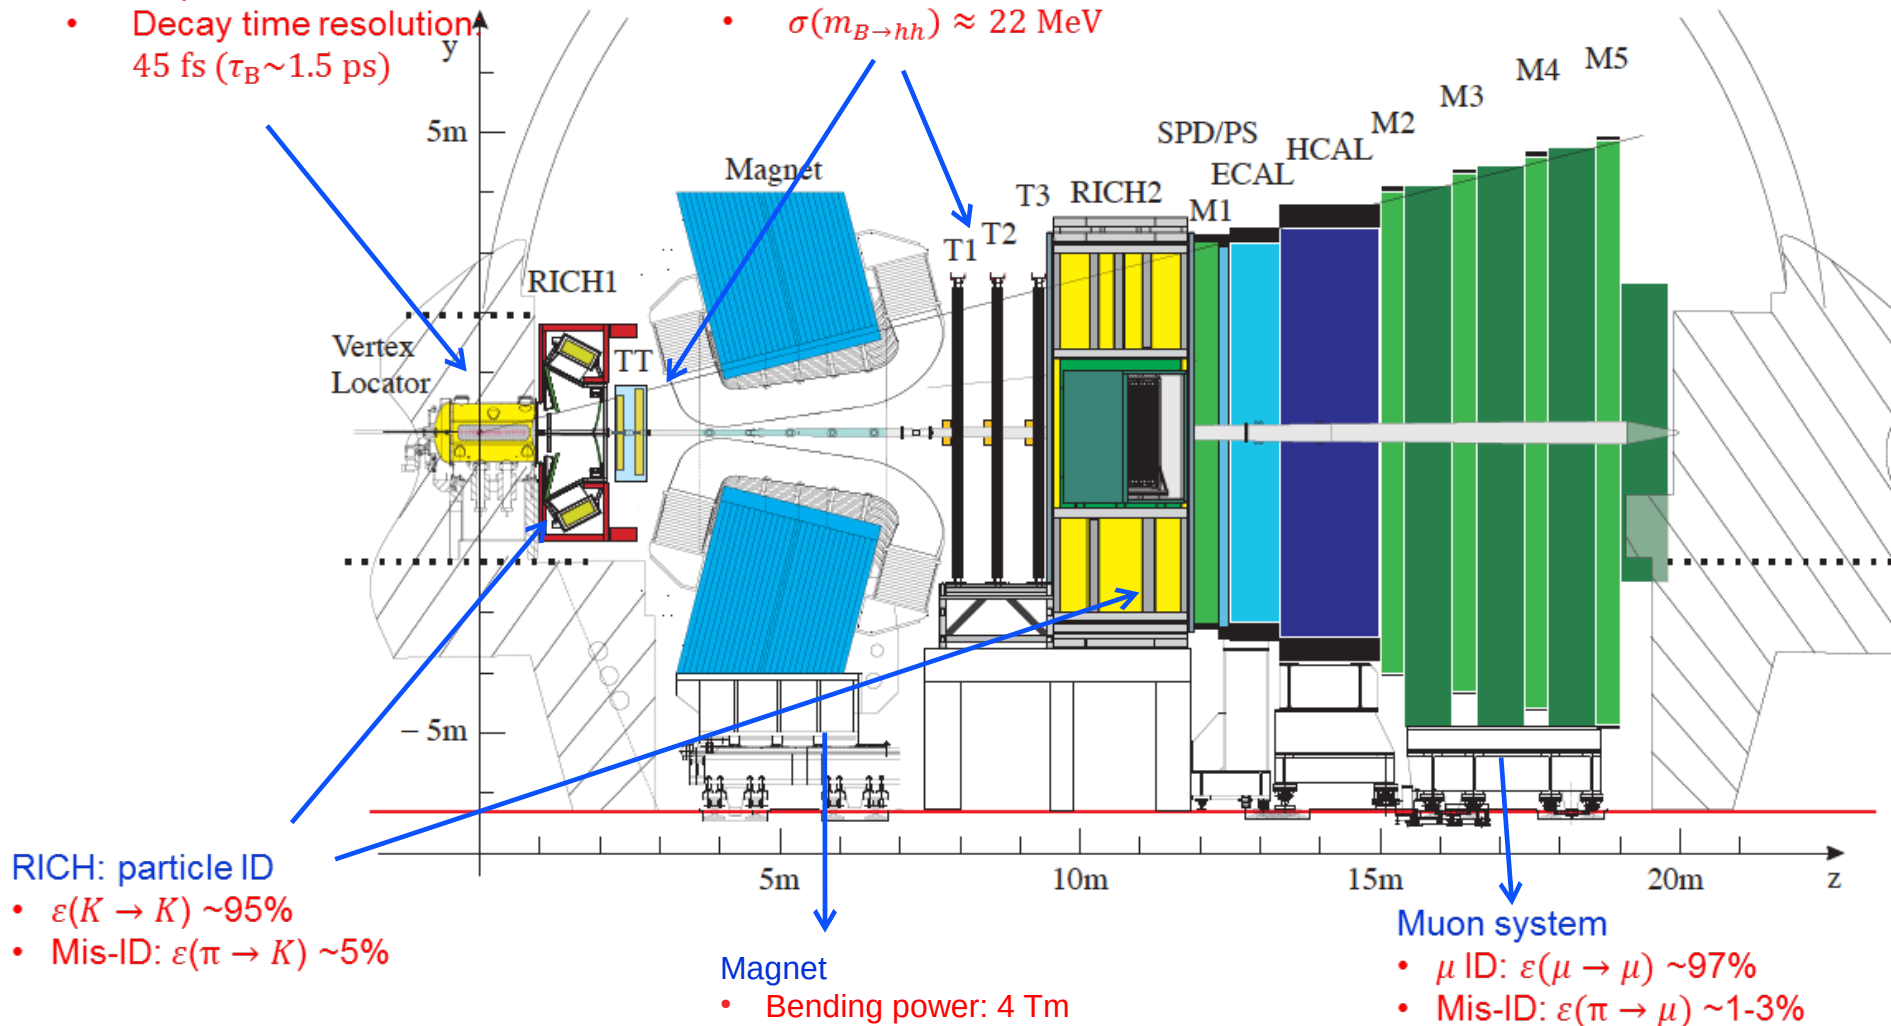 • Decay time resolution:
45 fs (τB~1.5 ps)
• σ(mB→hh) ≈ 22 MeV
y
5m
− 5m
Vertex
Locator
RICH1
TT
Magnet
T1
T2
T3
RICH2
M1
SPD/PS
ECAL
HCAL
M2
M3
M4
M5
5m
10m
15m
20m
z
RICH: particle ID
• ε(K → K) ~95%
• Mis-ID: ε(π → K) ~5%
Magnet
• Bending power: 4 Tm
Muon system
• μ ID: ε(μ → μ) ~97%
• Mis-ID: ε(π → μ) ~1-3%